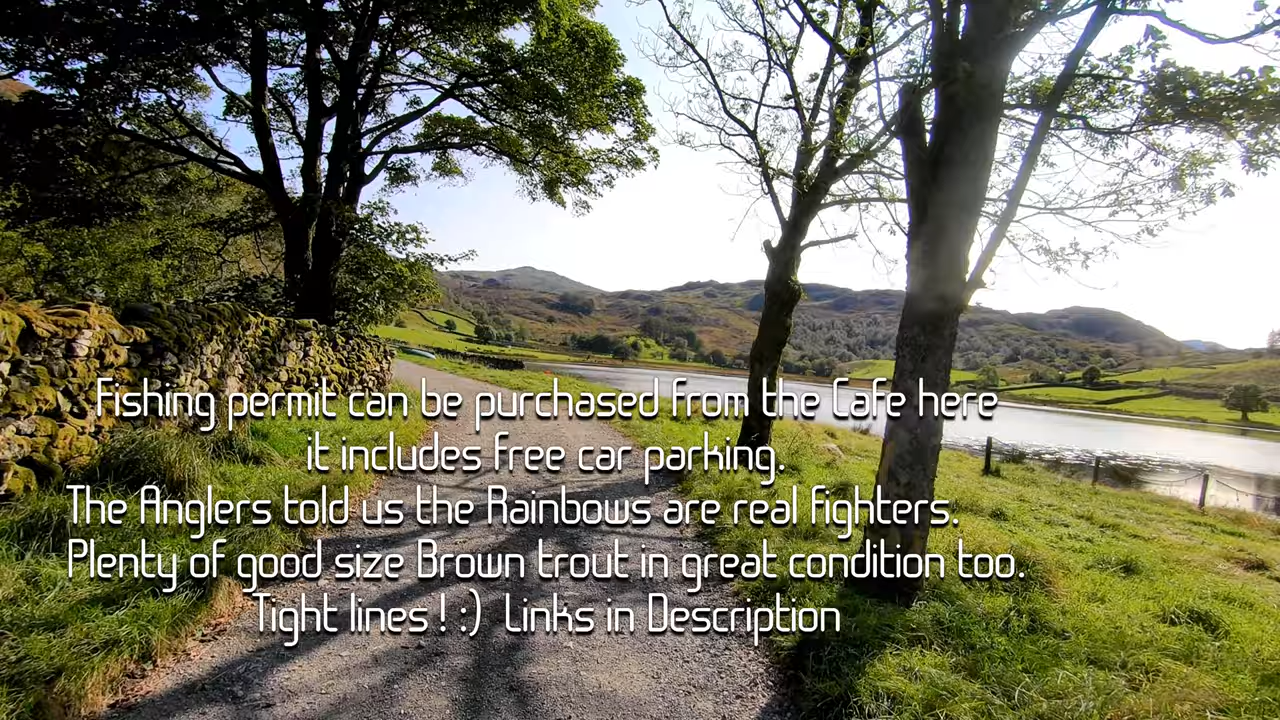 Fishing permit can be purchased from the Cafe here
it includes free car parking.
The Anglers told us the Rainbows are real fighters.
Plenty of good size Brown trout in great condition too.
Tight lines ! :) Links in Description